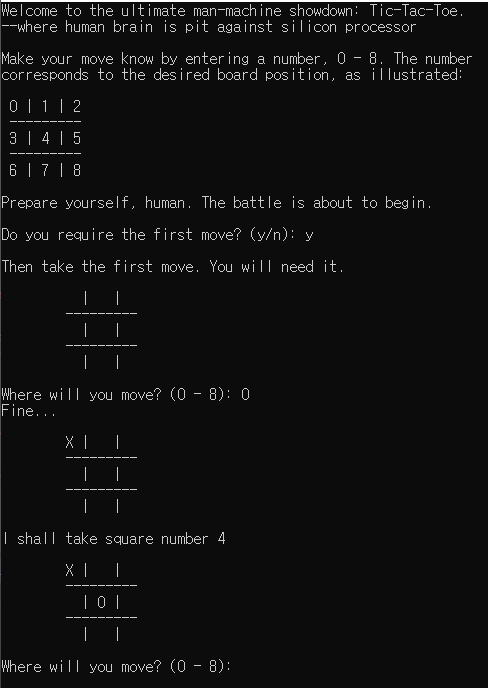 Welcome to the ultimate man-machine showdown: Tic-Tac-Toe.
--where human brain is pit against silicon processor
Make your move know by entering a number, 0 - 8. The number
corresponds to the desired board position, as illustrated:
0 | 1 | 2
---------
3 | 4 | 5
---------
6 | 7 | 8
Prepare yourself, human. The battle is about to begin.
Do you require the first move? (y/n): y
Then take the first move. You will need it.
  |   |
---------
  |   |
---------
  |   |
Where will you move? (0 - 8): 0
Fine...
X |   |
---------
  |   |
---------
  |   |
I shall take square number 4
X |   |
---------
  | O |
---------
  |   |
Where will you move? (0 - 8):